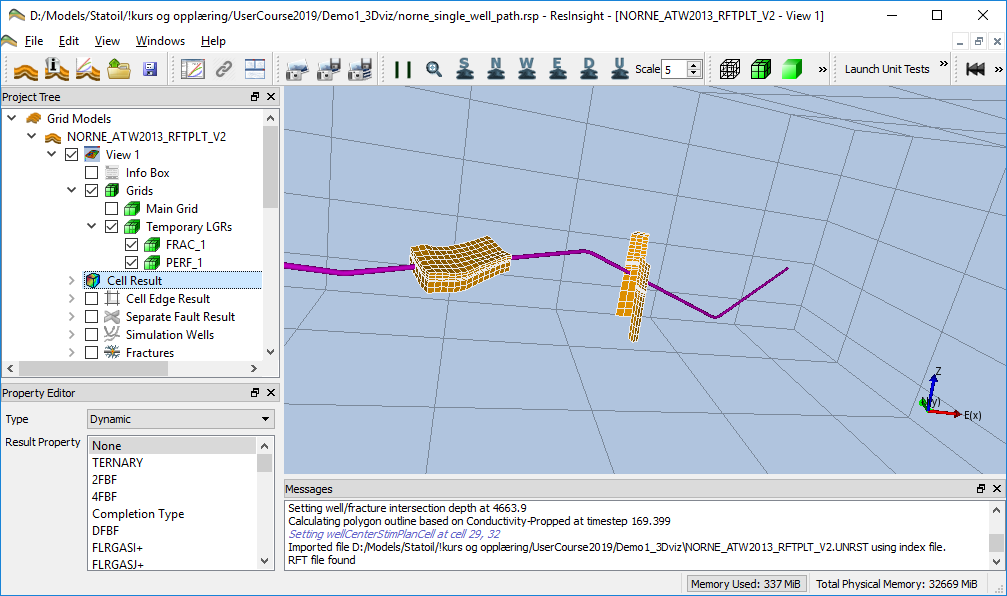 D:/Models/Statoil/!kurs og opplæring/UserCourse2019/Demo1_3Dviz/norne_single_well_path.rsp - ResInsight - [NORNE_ATW2013_RFTPLT_V2 - View 1]
File Edit View Windows Help
S N W E D U Scale 5 » Launch Unit Tests » »
Project Tree
Grid Models
NORNE_ATW2013_RFTPLT_V2
View 1
Info Box
Grids
Main Grid
Temporary LGRs
FRAC_1
PERF_1
Cell Result
Cell Edge Result
Separate Fault Result
Simulation Wells
Fractures
Property Editor
Type Dynamic
Result Property None
TERNARY
2FBF
4FBF
Completion Type
DFBF
FLRGASI+
FLRGASJ+
Z
E(x)
Messages
Setting well/fracture intersection depth at 4663.9
Calculating polygon outline based on Conductivity-Propped at timestep 169.399
Setting wellCenterStimPlanCell at cell 29, 32
Imported file D:/Models/Statoil/!kurs og opplæring/UserCourse2019/Demo1_3Dviz\NORNE_ATW2013_RFTPLT_V2.UNRST using index file.
RFT file found
Memory Used: 337 MiB Total Physical Memory: 32669 MiB